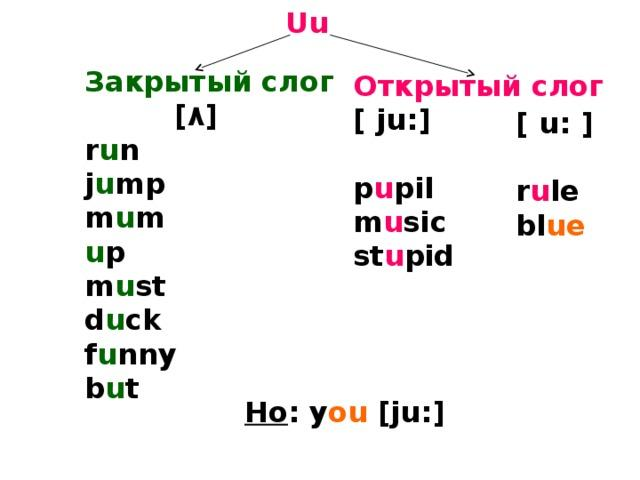 Uu
Закрытый слог
[ʌ]
run
jump
mum
up
must
duck
funny
but
Открытый слог
[ ju:]
pupil
music
stupid
[ u: ]
rule
blue
Но: you [ju:]